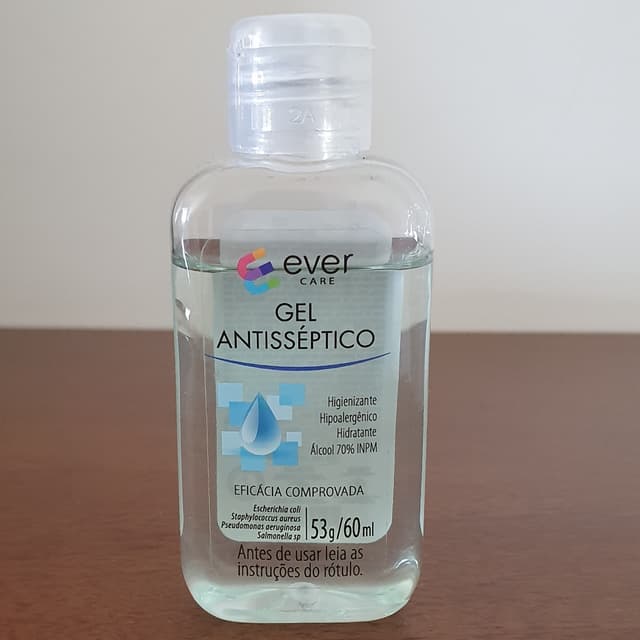 ever
CARE
GEL
ANTISSÉPTICO
Higienizante
Hipoalergênico
Hidratante
Álcool 70% INPM
EFICÁCIA COMPROVADA
Escherichia coli
Staphylococcus aureus
Pseudomonas aeruginosa
Salmonella sp
53g/60ml
Antes de usar leia as
instruções do rótulo.